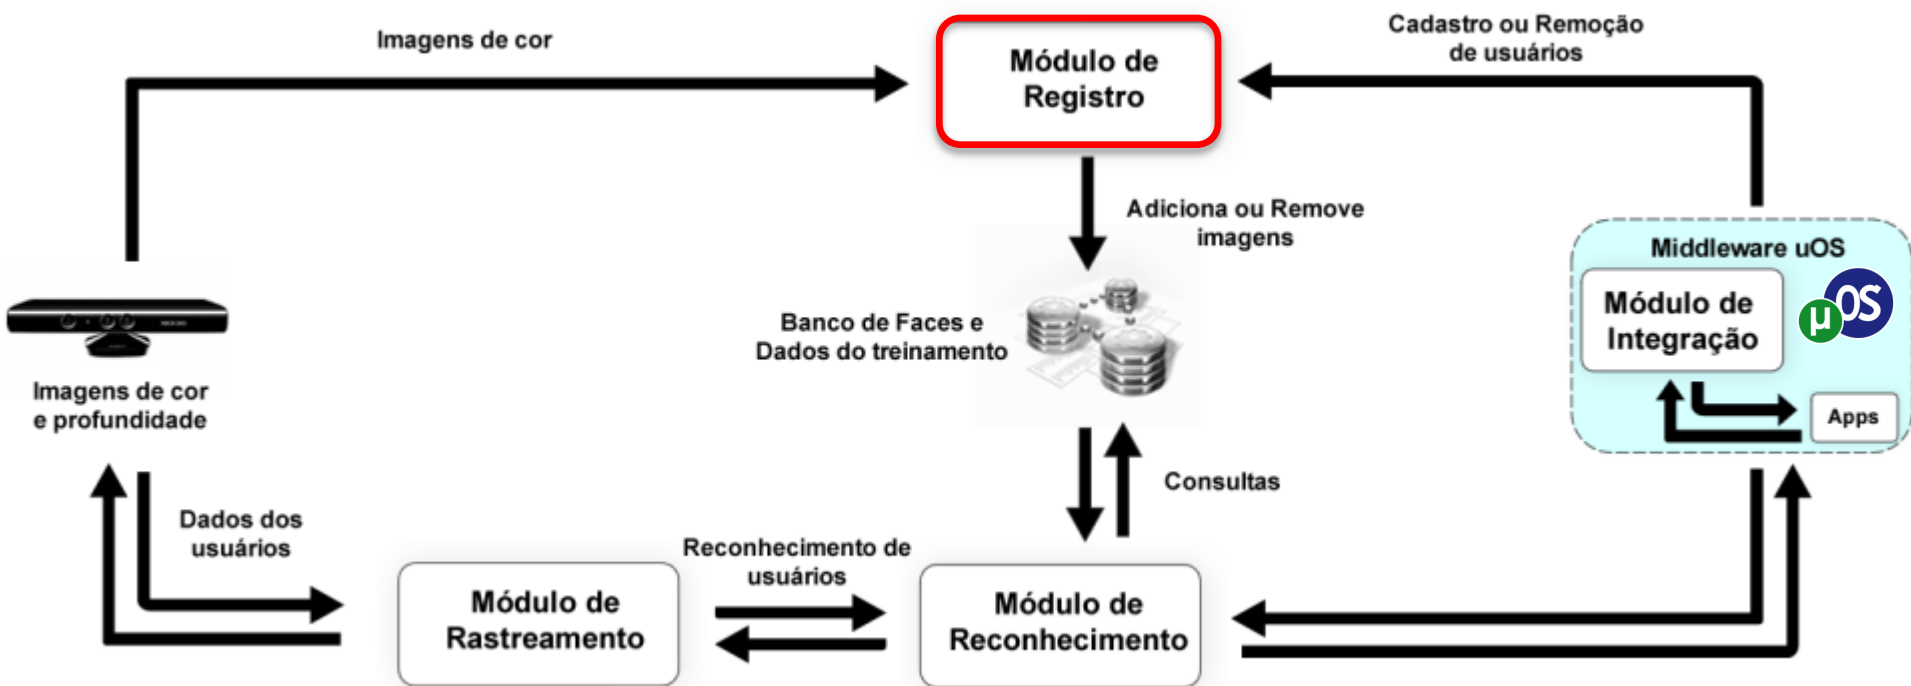 Imagens de cor
Módulo de
Registro
Cadastro ou Remoção
de usuários
Adiciona ou Remove
imagens
Middleware uOS
Módulo de
Integração
µOS
Apps
Banco de Faces e
Dados do treinamento
Imagens de cor
e profundidade
Consultas
Dados dos
usuários
Reconhecimento de
usuários
Módulo de
Rastreamento
Módulo de
Reconhecimento